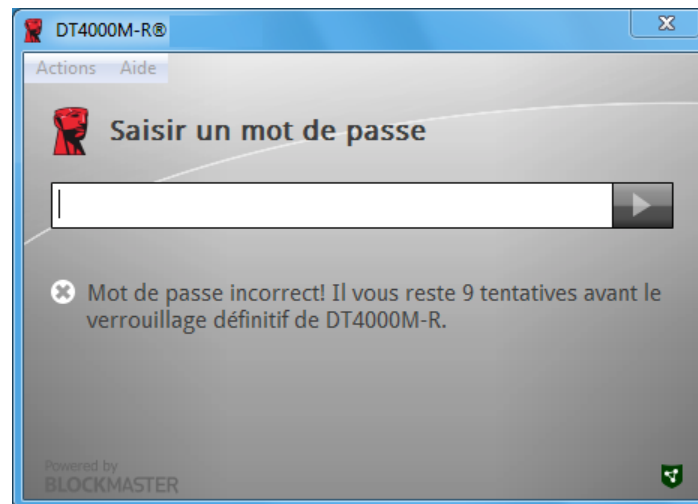 DT4000M-R®
Actions Aide
Saisir un mot de passe
Mot de passe incorrect! Il vous reste 9 tentatives avant le
verrouillage définitif de DT4000M-R.
Powered by
BLOCKMASTER